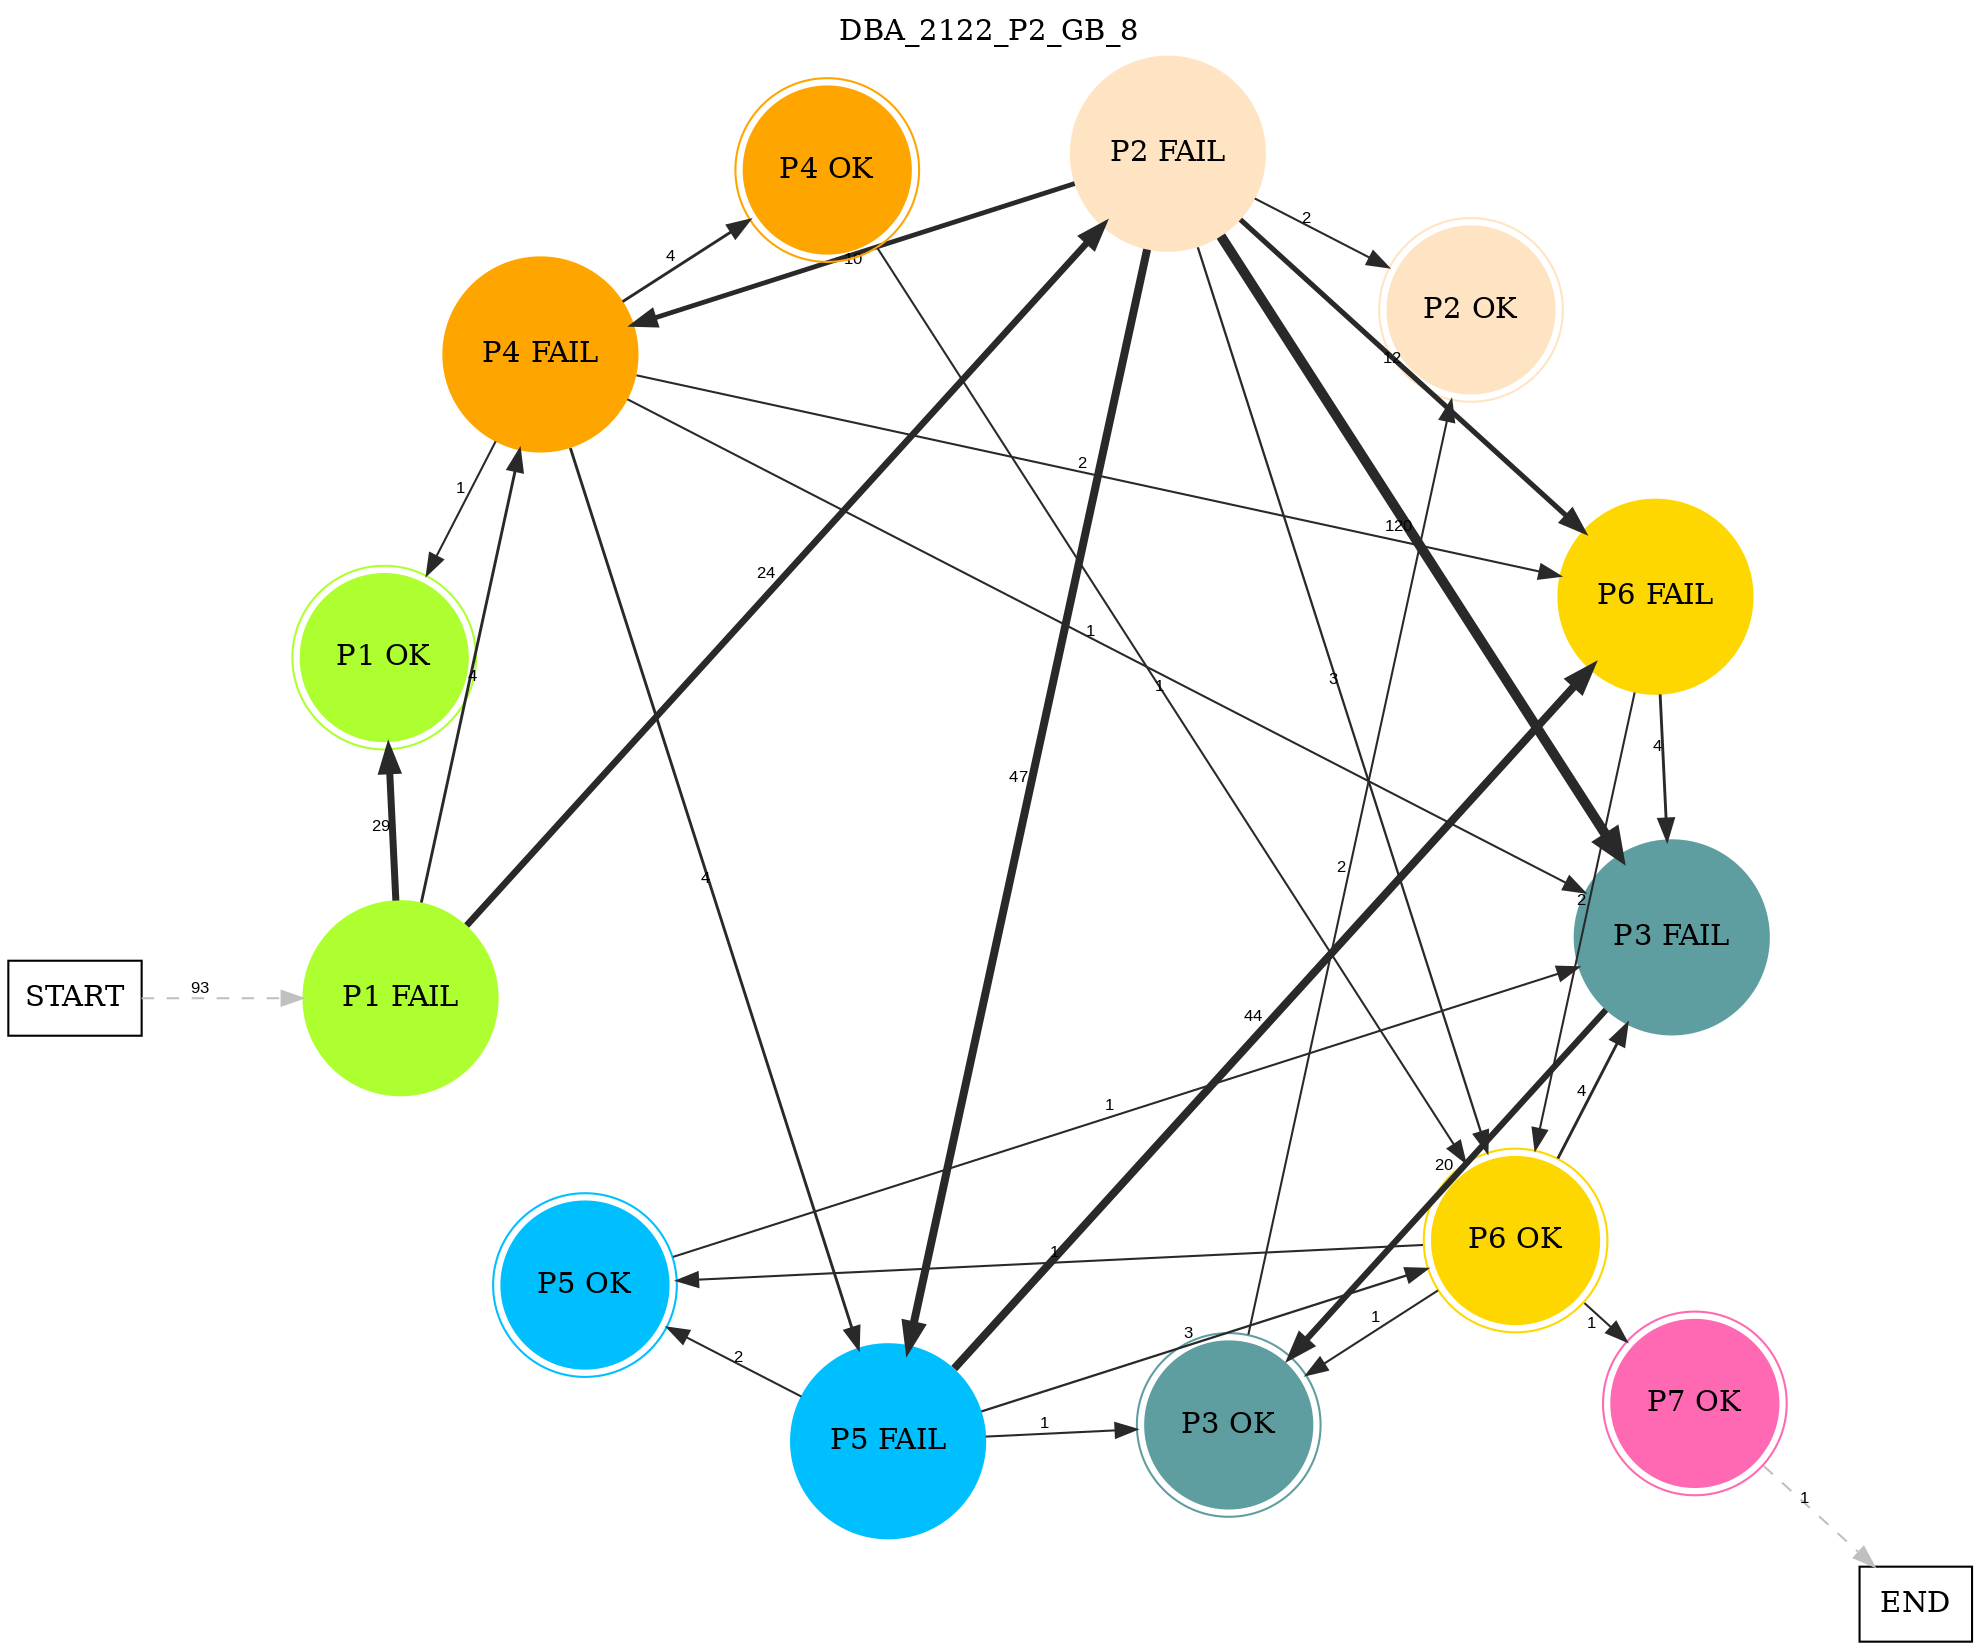 DBA_2122_P2_GB_8
P2 FAIL
P4 OK
2
4
10
P2 OK
P4 FAIL
12
2
1
120
24
P6 FAIL
1
P1 OK
4
3
1
4
47
29
2
4
2
P3 FAIL
START
93
P1 FAIL
44
4
1
20
P6 OK
1
P5 OK
1
1
3
2
1
P7 OK
P3 OK
P5 FAIL
1
END